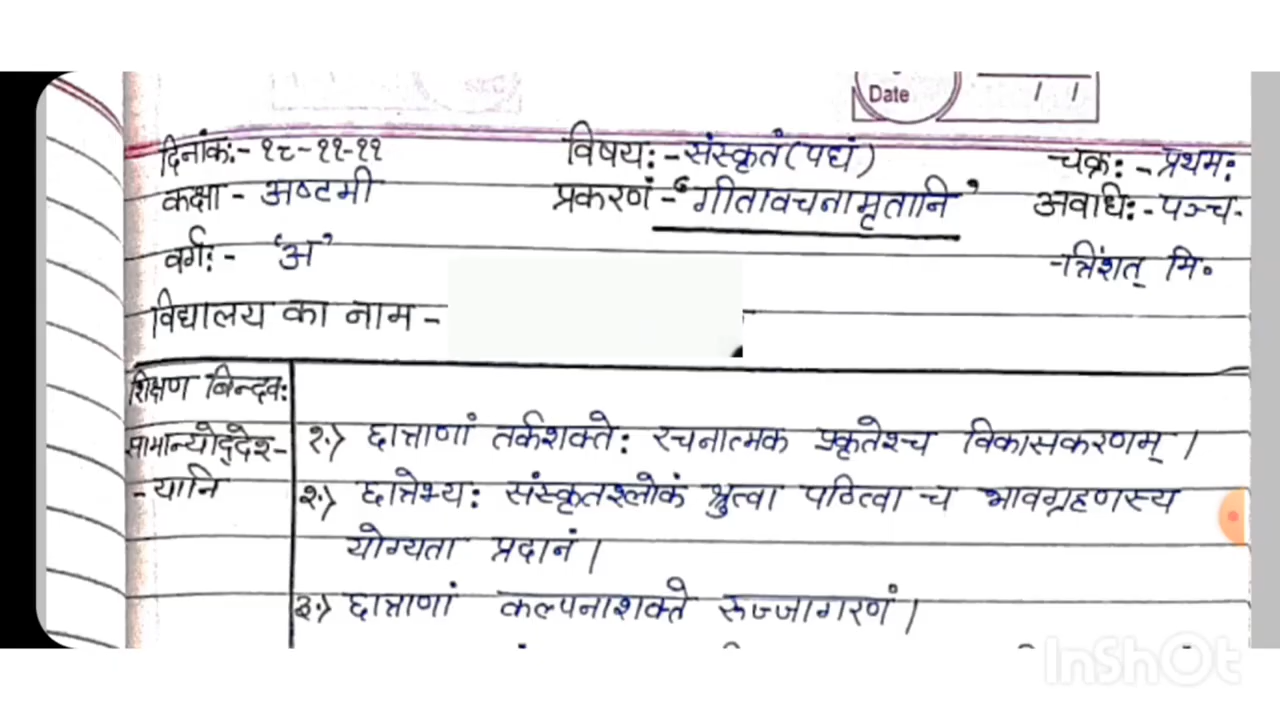 Date
दिनांकः- १८-११-११ विषयः- संस्कृतं (पद्यं) चक्रः- प्रथमः
कक्षा - अष्टमी प्रकरणं - "गीतावचनामृतानि" अवधिः- पञ्च-
वर्गः- 'अ' -त्रिंशत् मि॰
विद्यालय का नाम -
शिक्षण बिन्दवः
सामान्योद्देश- १.) छात्राणां तर्कशक्तेः रचनात्मक प्रकृतेश्च विकासकरणम् ।
- यानि २.) छात्रेभ्यः संस्कृतश्लोकं श्रुत्वा पठित्वा च भावग्रहणस्य
योग्यता प्रदानं ।
३.) छात्राणां कल्पनाशक्ते रुज्जागरणं ।
InShOt